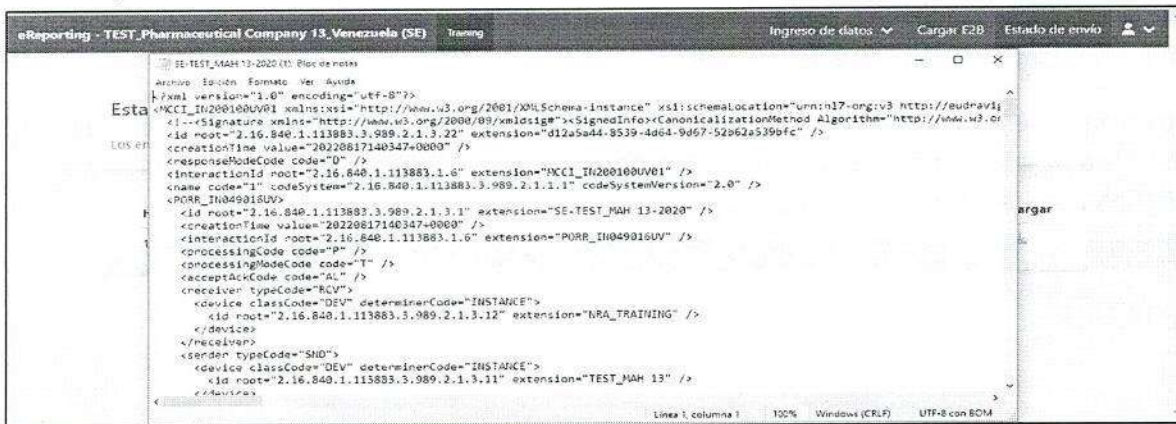 eReporting - TEST_Pharmaceutical Company 13_Venezuela (SE) Training Ingreso de datos Cargar E2B Estado de envío
SE-TEST_MAH 13-2020 (1): Bloc de notas
Archivo Edición Formato Ver Ayuda
<?xml version="1.0" encoding="utf-8"?>
<MCCI_IN200100UV01 xmlns:xsi="http://www.w3.org/2001/XMLSchema-instance" xsi:schemaLocation="urn:hl7-org:v3 http://eudravig
Esta
<!--<Signature xmlns="http://www.w3.org/2000/09/xmldsig#"><SignedInfo><CanonicalizationMethod Algorithm="http://www.w3.or
<id root="2.16.840.1.113883.3.989.2.1.3.22" extension="d12a5a44-8539-4d64-9d67-52b62a539bfc" />
Los en
<creationTime value="20220817140347+0000" />
<responseModeCode code="D" />
<interactionId root="2.16.840.1.113883.1.6" extension="MCCI_IN200100UV01" />
<name code="1" codeSystem="2.16.840.1.113883.3.989.2.1.1.1" codeSystemVersion="2.0" />
<PORR_IN049016UV>
<id root="2.16.840.1.113883.3.989.2.1.3.1" extension="SE-TEST_MAH 13-2020" />
argar
<creationTime value="20220817140347+0000" />
<interactionId root="2.16.840.1.113883.1.6" extension="PORR_IN049016UV" />
<processingCode code="P" />
<processingModeCode code="T" />
<acceptAckCode code="AL" />
<receiver typeCode="RCV">
<device classCode="DEV" determinerCode="INSTANCE">
<id root="2.16.840.1.113883.3.989.2.1.3.12" extension="NRA_TRAINING" />
</device>
</receiver>
<sender typeCode="SND">
<device classCode="DEV" determinerCode="INSTANCE">
<id root="2.16.840.1.113883.3.989.2.1.3.11" extension="TEST_MAH 13" />
</device>
Línea 1, columna 1 100% Windows (CRLF) UTF-8 con BOM